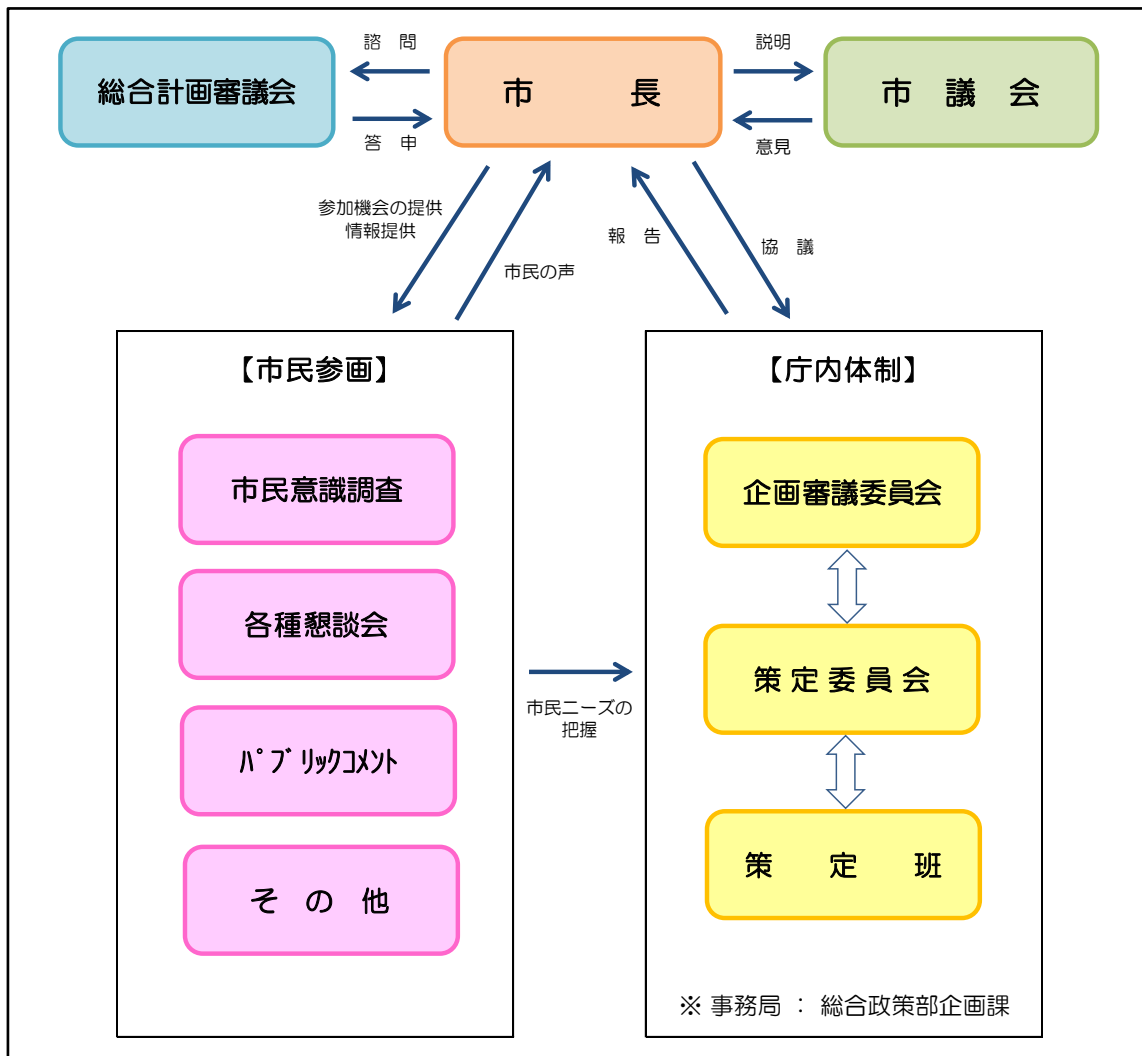 諮　問
説明
総合計画審議会
市　　　長
市　議　会
答　申
意見
参加機会の提供
情報提供
市民の声
報　告
協　議
【市民参画】
市民意識調査
各種懇談会
ﾊﾟﾌﾞﾘｯｸｺﾒﾝﾄ
そ　の　他
市民ニーズの
把握
【庁内体制】
企画審議委員会
策 定 委 員 会
策　　定　　班
※ 事務局 ： 総合政策部企画課